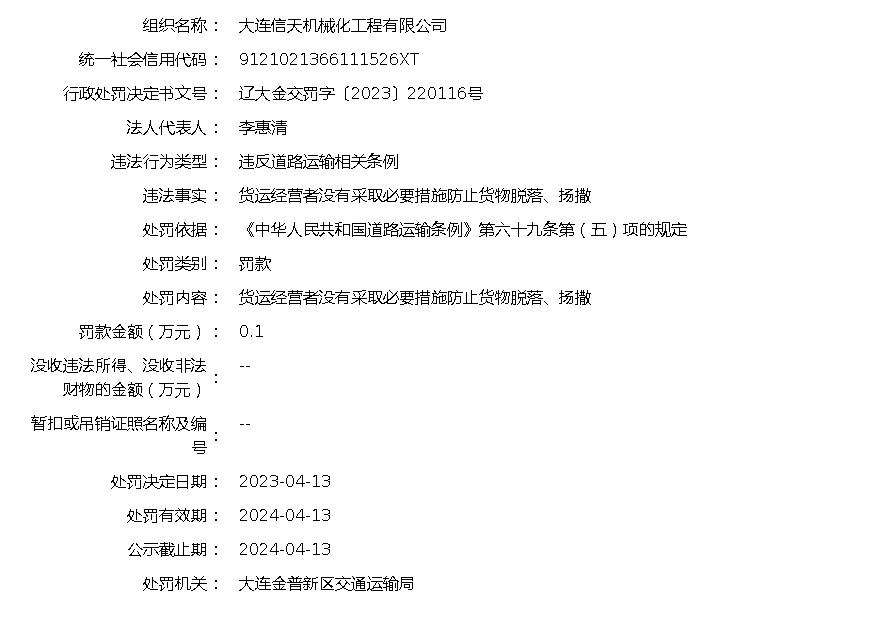 组织名称： 大连信天机械化工程有限公司
统一社会信用代码： 9121021366111526XT
行政处罚决定书文号： 辽大金交罚字〔2023〕220116号
法人代表人： 李惠清
违法行为类型： 违反道路运输相关条例
违法事实： 货运经营者没有采取必要措施防止货物脱落、扬撒
处罚依据： 《中华人民共和国道路运输条例》第六十九条第（五）项的规定
处罚类别： 罚款
处罚内容： 货运经营者没有采取必要措施防止货物脱落、扬撒
罚款金额（万元）： 0.1
没收违法所得、没收非法
财物的金额（万元）： --
暂扣或吊销证照名称及编
号： --
处罚决定日期： 2023-04-13
处罚有效期： 2024-04-13
公示截止期： 2024-04-13
处罚机关： 大连金普新区交通运输局